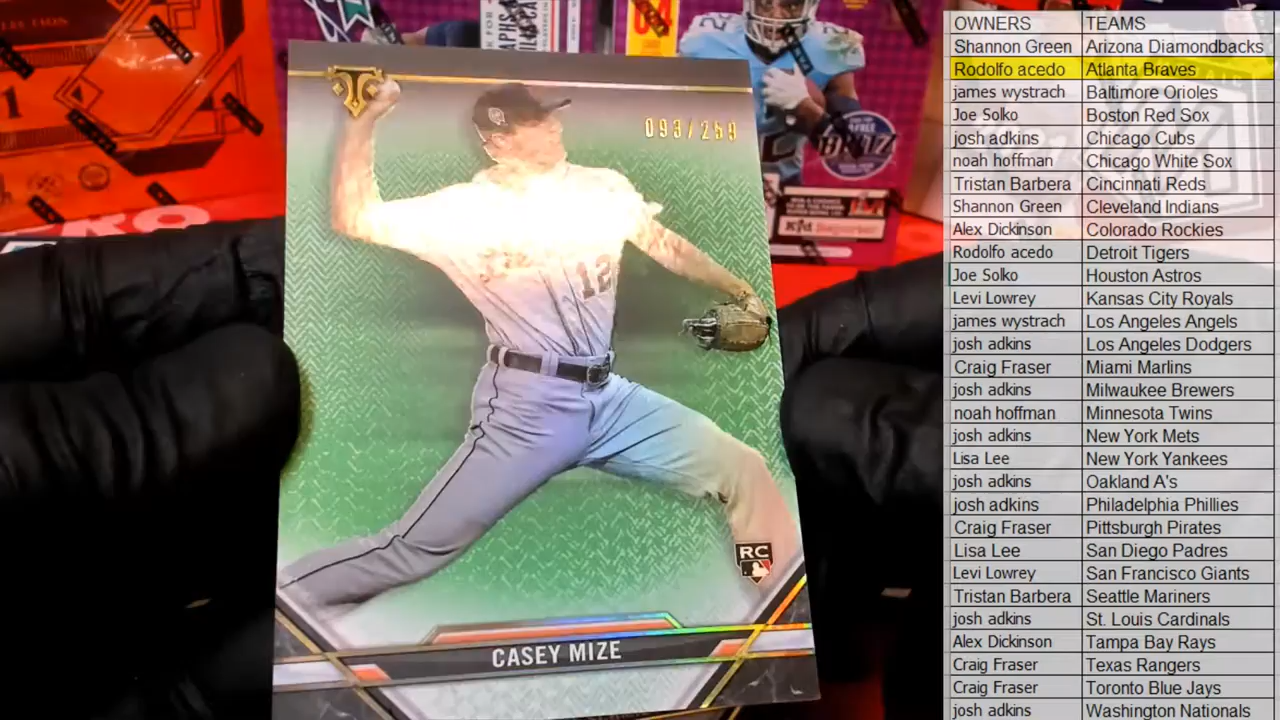 OWNERS TEAMS
Shannon Green Arizona Diamondbacks
Rodolfo acedo Atlanta Braves
james wystrach Baltimore Orioles
Joe Solko Boston Red Sox
josh adkins Chicago Cubs
noah hoffman Chicago White Sox
Tristan Barbera Cincinnati Reds
Shannon Green Cleveland Indians
Alex Dickinson Colorado Rockies
Rodolfo acedo Detroit Tigers
Joe Solko Houston Astros
Levi Lowrey Kansas City Royals
james wystrach Los Angeles Angels
josh adkins Los Angeles Dodgers
Craig Fraser Miami Marlins
josh adkins Milwaukee Brewers
noah hoffman Minnesota Twins
josh adkins New York Mets
Lisa Lee New York Yankees
josh adkins Oakland A's
josh adkins Philadelphia Phillies
Craig Fraser Pittsburgh Pirates
Lisa Lee San Diego Padres
Levi Lowrey San Francisco Giants
Tristan Barbera Seattle Mariners
josh adkins St. Louis Cardinals
Alex Dickinson Tampa Bay Rays
Craig Fraser Texas Rangers
Craig Fraser Toronto Blue Jays
josh adkins Washington Nationals
093/259
12
RC
CASEY MIZE